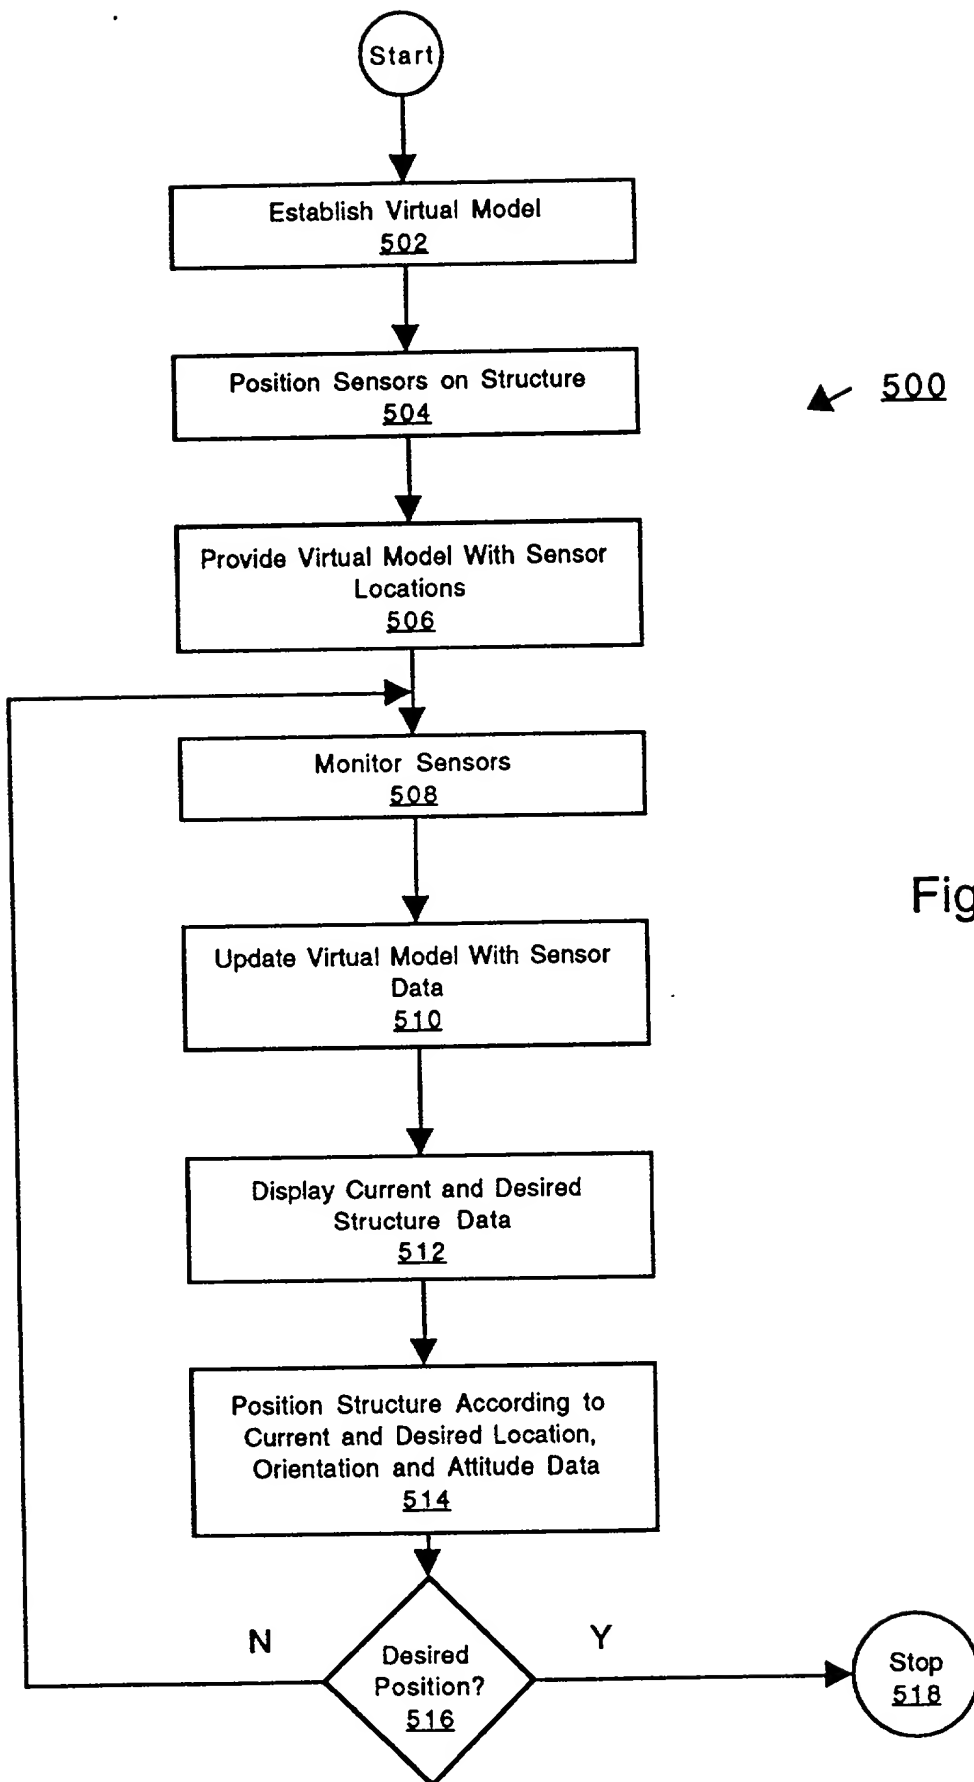 Start
Establish Virtual Model
502
Position Sensors on Structure
504
500
Provide Virtual Model With Sensor
Locations
506
Monitor Sensors
508
Fig
Update Virtual Model With Sensor
Data
510
Display Current and Desired
Structure Data
512
Position Structure According to
Current and Desired Location,
Orientation and Attitude Data
514
N
Y
Desired
Position?
516
Stop
518